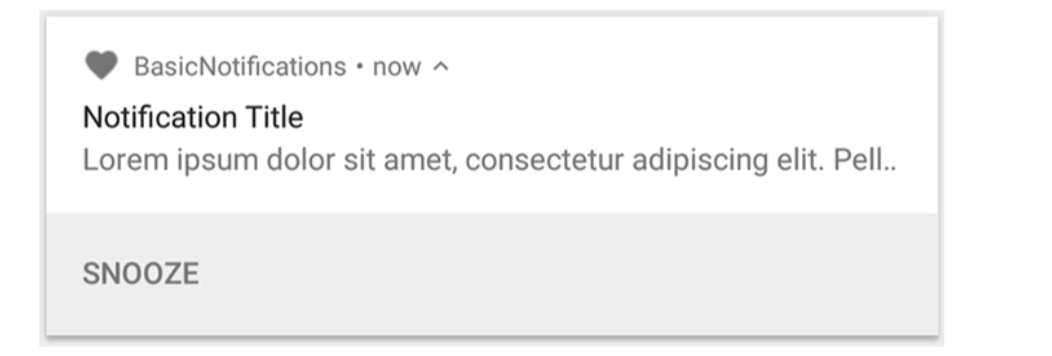 BasicNotifications • now
Notification Title
Lorem ipsum dolor sit amet, consectetur adipiscing elit. Pell..
SNOOZE